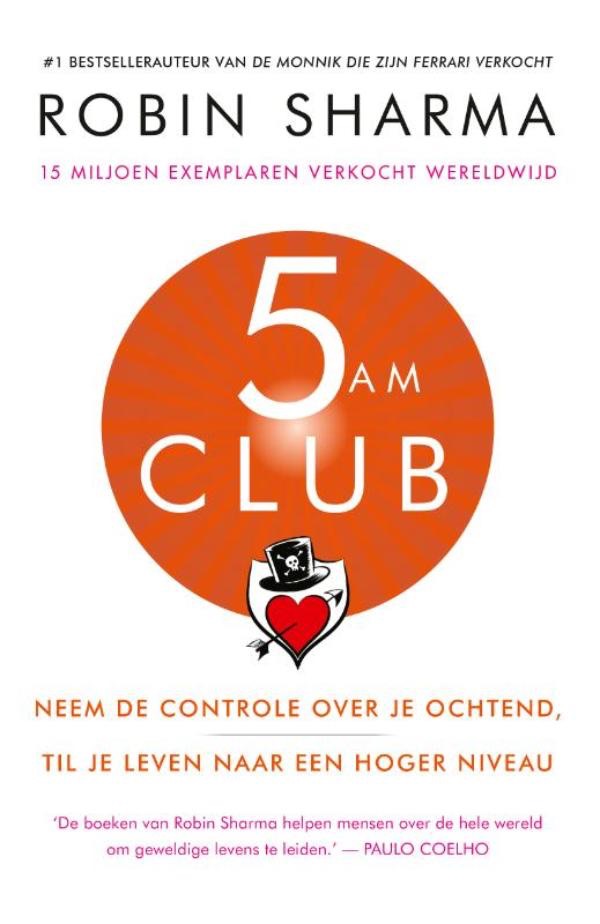 #1 BESTSELLERAUTEUR VAN DE MONNIK DIE ZIJN FERRARI VERKOCHT
ROBIN SHARMA
15 MILJOEN EXEMPLAREN VERKOCHT WERELDWIJD
5 AM
CLUB
NEEM DE CONTROLE OVER JE OCHTEND,
TIL JE LEVEN NAAR EEN HOGER NIVEAU
‘De boeken van Robin Sharma helpen mensen over de hele wereld
om geweldige levens te leiden.’ — PAULO COELHO